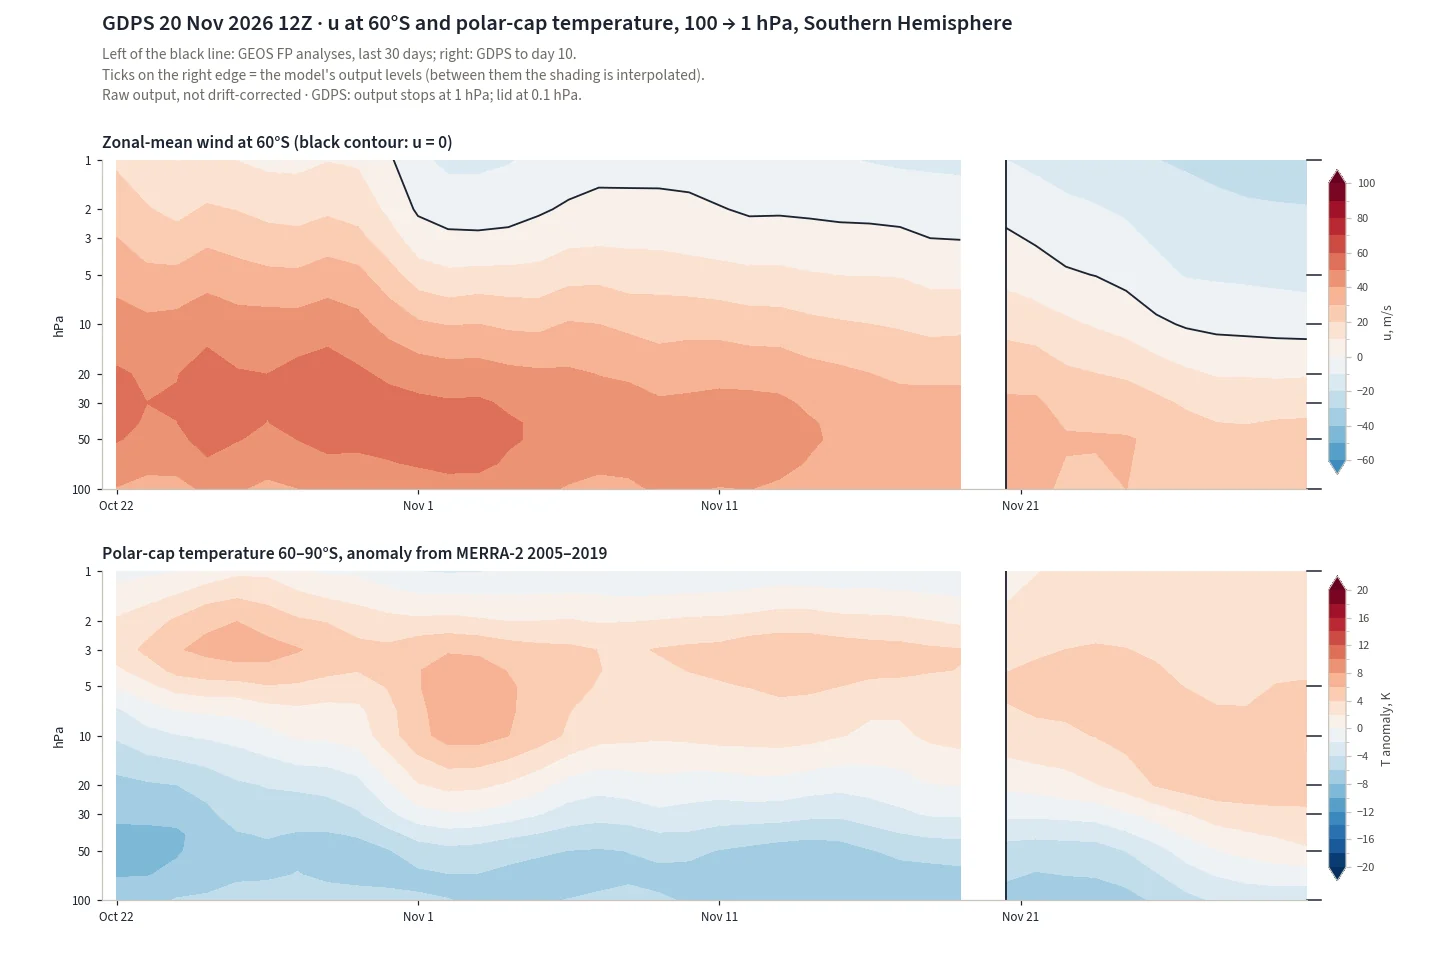 GDPS 20 Nov 2026 12Z · u at 60°S and polar-cap temperature, 100 → 1 hPa, Southern Hemisphere
Left of the black line: GEOS FP analyses, last 30 days; right: GDPS to day 10.
Ticks on the right edge = the model's output levels (between them the shading is interpolated).
Raw output, not drift-corrected · GDPS: output stops at 1 hPa; lid at 0.1 hPa.
Zonal-mean wind at 60°S (black contour: u = 0)
1
2
3
5
10
20
30
50
100
hPa
Oct 22
Nov 1
Nov 11
Nov 21
100
80
60
40
20
0
−20
−40
−60
u, m/s
Polar-cap temperature 60–90°S, anomaly from MERRA-2 2005–2019
1
2
3
5
10
20
30
50
100
hPa
Oct 22
Nov 1
Nov 11
Nov 21
20
16
12
8
4
0
−4
−8
−12
−16
−20
T anomaly, K